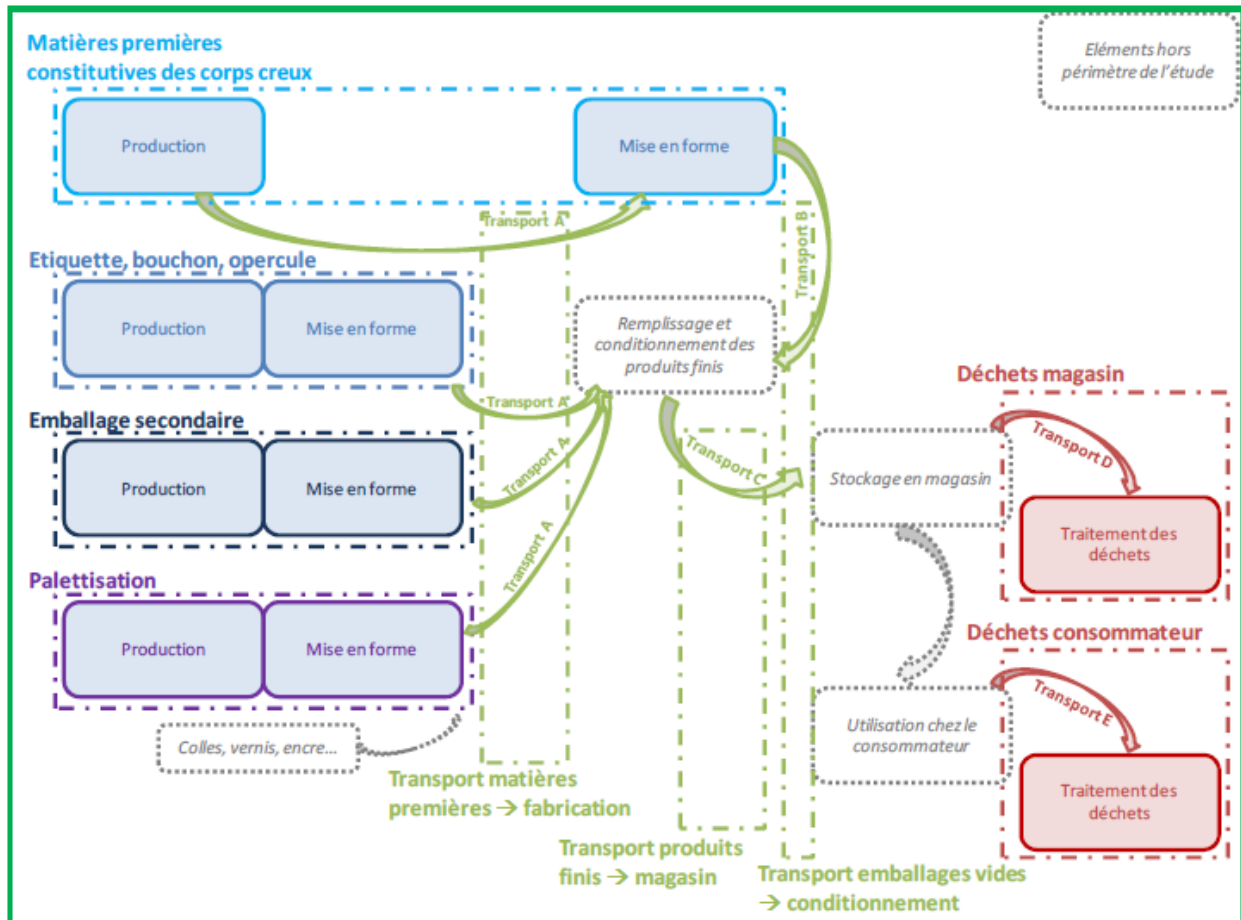 Matières premières
constitutives des corps creux
Eléments hors
périmètre de l'étude
Production
Mise en forme
Transport A
Transport B
Etiquette, bouchon, opercule
Production
Mise en forme
Remplissage et
conditionnement des
produits finis
Transport A
Déchets magasin
Emballage secondaire
Production
Mise en forme
Transport A
Transport C
Stockage en magasin
Transport D
Traitement des
déchets
Palettisation
Production
Mise en forme
Transport A
Déchets consommateur
Colles, vernis, encre…
Utilisation chez le
consommateur
Transport E
Traitement des
déchets
Transport matières
premières → fabrication
Transport produits
finis → magasin
Transport emballages vides
→ conditionnement